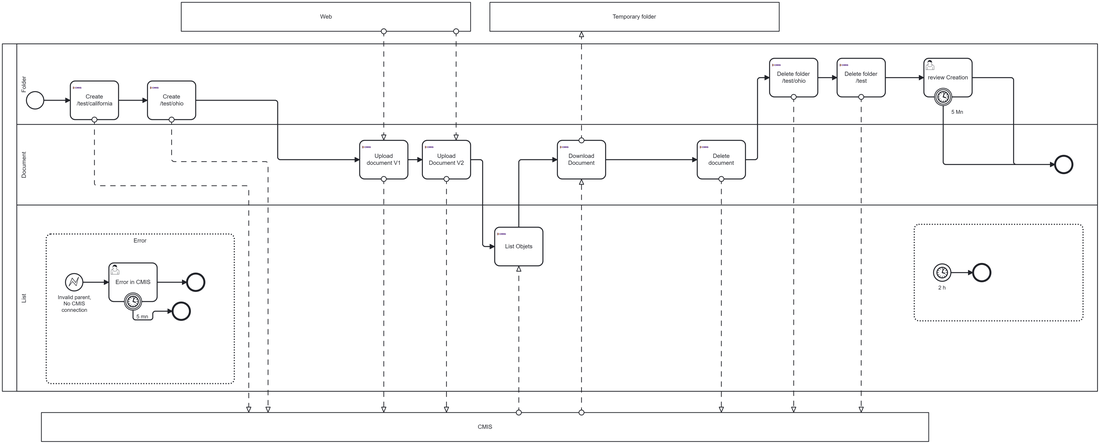 Web
Temporary folder
Folder
Create
/test/california
Create
/test/ohio
Delete folder
/test/ohio
Delete folder
/test
review Creation
5 Mn
Document
Upload
document V1
Upload
Document V2
Download
Document
Delete
document
List
List Objets
Error
Invalid parent.
No CMIS
connection
Error in CMIS
5 mn
2 h
CMIS